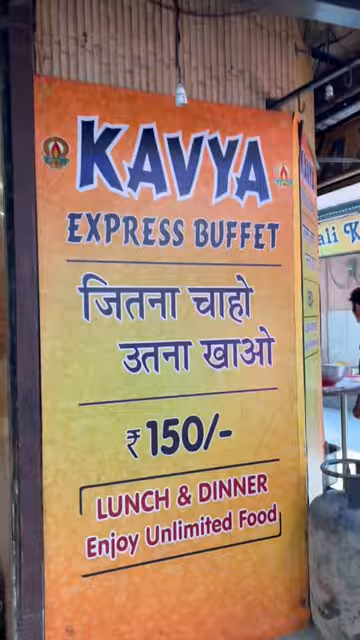 KAVYA
EXPRESS BUFFET
जितना चाहो
उतना खाओ
₹150/-
LUNCH & DINNER
Enjoy Unlimited Food